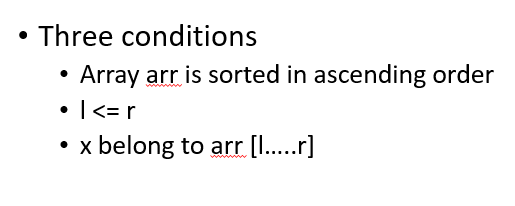 • Three conditions
• Array arr is sorted in ascending order
• l <= r
• x belong to arr [l.....r]